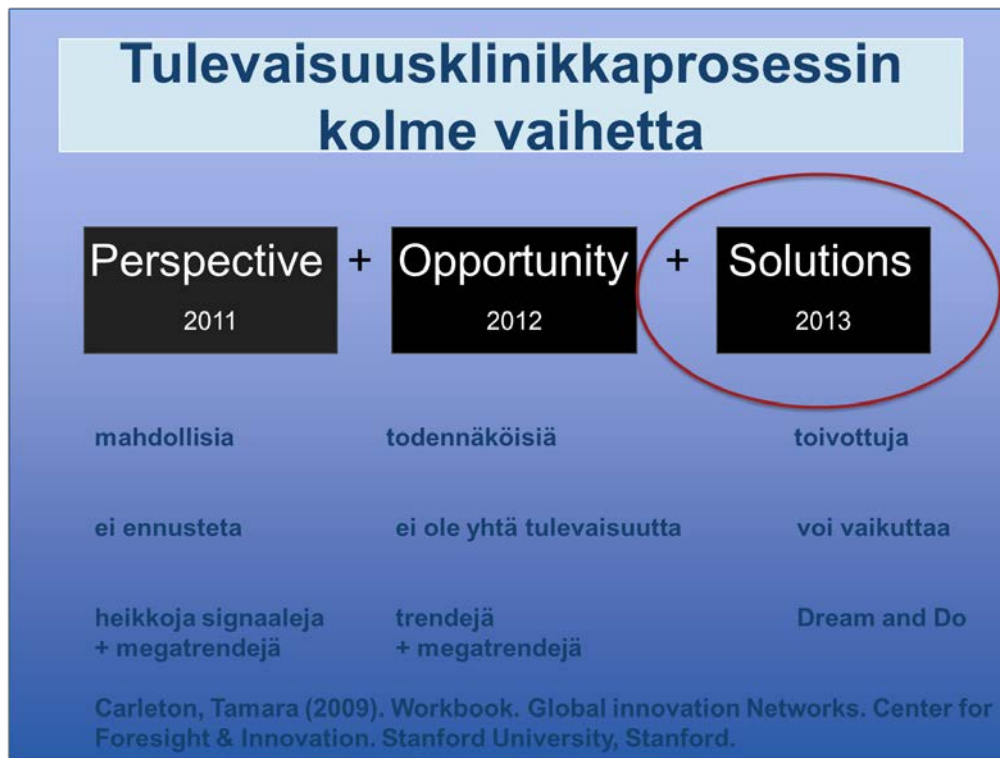 Tulevaisuusklinikkaprosessin
kolme vaihetta
Perspective + Opportunity + Solutions
2011 2012 2013
mahdollisia todennäköisiä toivottuja
ei ennusteta ei ole yhtä tulevaisuutta voi vaikuttaa
heikkoja signaaleja trendejä Dream and Do
+ megatrendejä + megatrendejä
Carleton, Tamara (2009). Workbook. Global innovation Networks. Center for
Foresight & Innovation. Stanford University, Stanford.